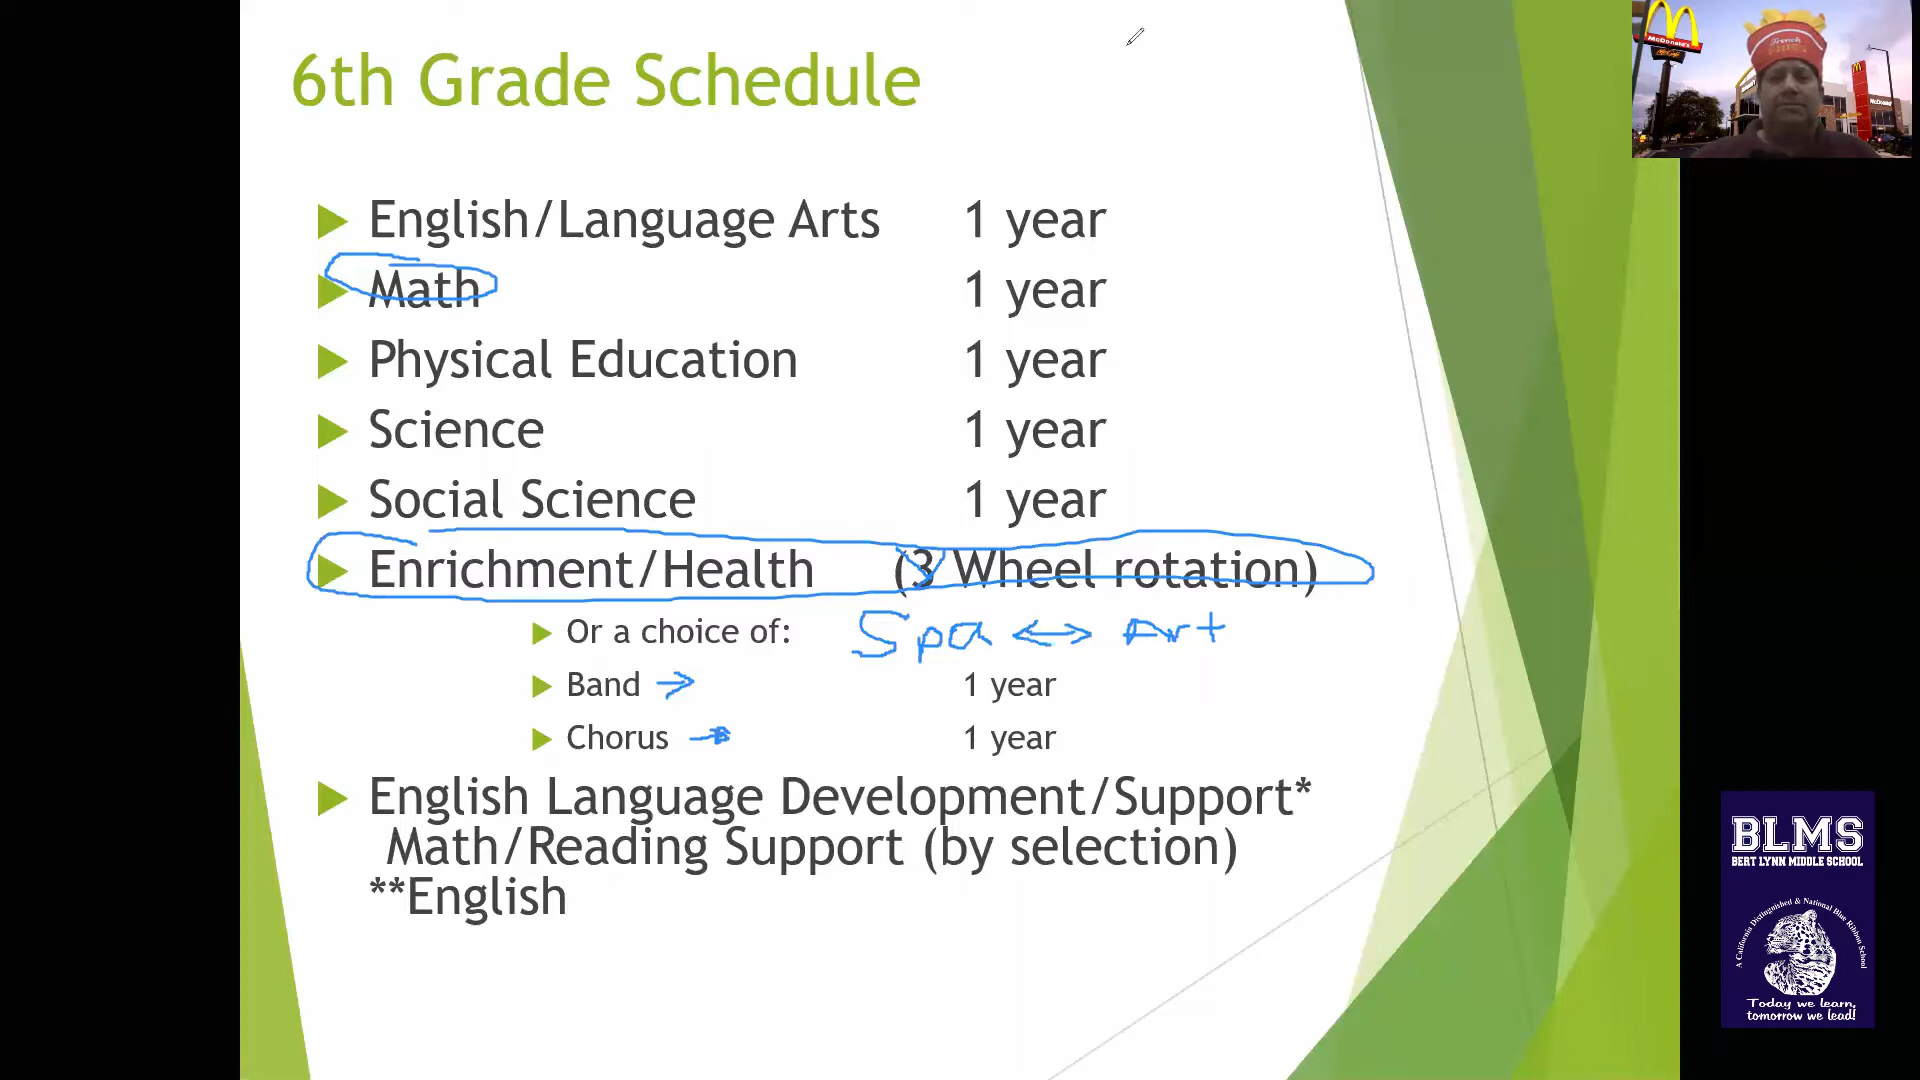 6th Grade Schedule
English/Language Arts 1 year
Math 1 year
Physical Education 1 year
Science 1 year
Social Science 1 year
Enrichment/Health (3 Wheel rotation)
Or a choice of: Spa ↔ Art
Band → 1 year
Chorus → 1 year
English Language Development/Support*
Math/Reading Support (by selection)
**English
McDonald's
French
McDonald's
BLMS
BERT LYNN MIDDLE SCHOOL
A California Distinguished & National Blue Ribbon School
Today we learn,
tomorrow we lead!